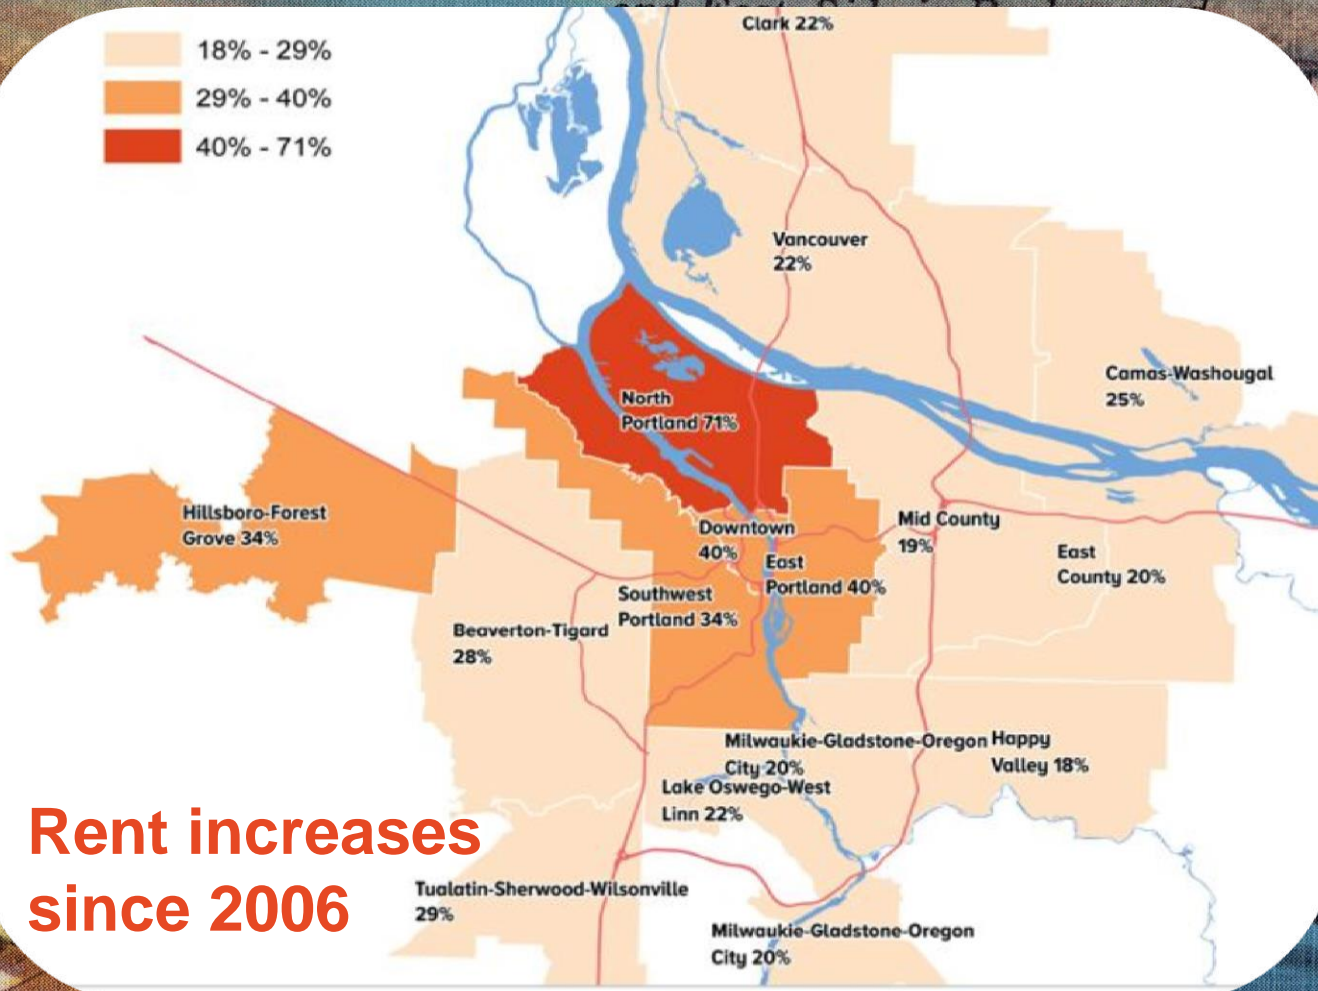 Clark 22%
18% - 29%
29% - 40%
40% - 71%
Vancouver
22%
Camas-Washougal
25%
North
Portland 71%
Hillsboro-Forest
Grove 34%
Downtown
40%
Mid County
19%
East
Portland 40%
East
County 20%
Southwest
Portland 34%
Beaverton-Tigard
28%
Milwaukie-Gladstone-Oregon
City 20%
Happy
Valley 18%
Lake Oswego-West
Linn 22%
Rent increases
since 2006
Tualatin-Sherwood-Wilsonville
29%
Milwaukie-Gladstone-Oregon
City 20%